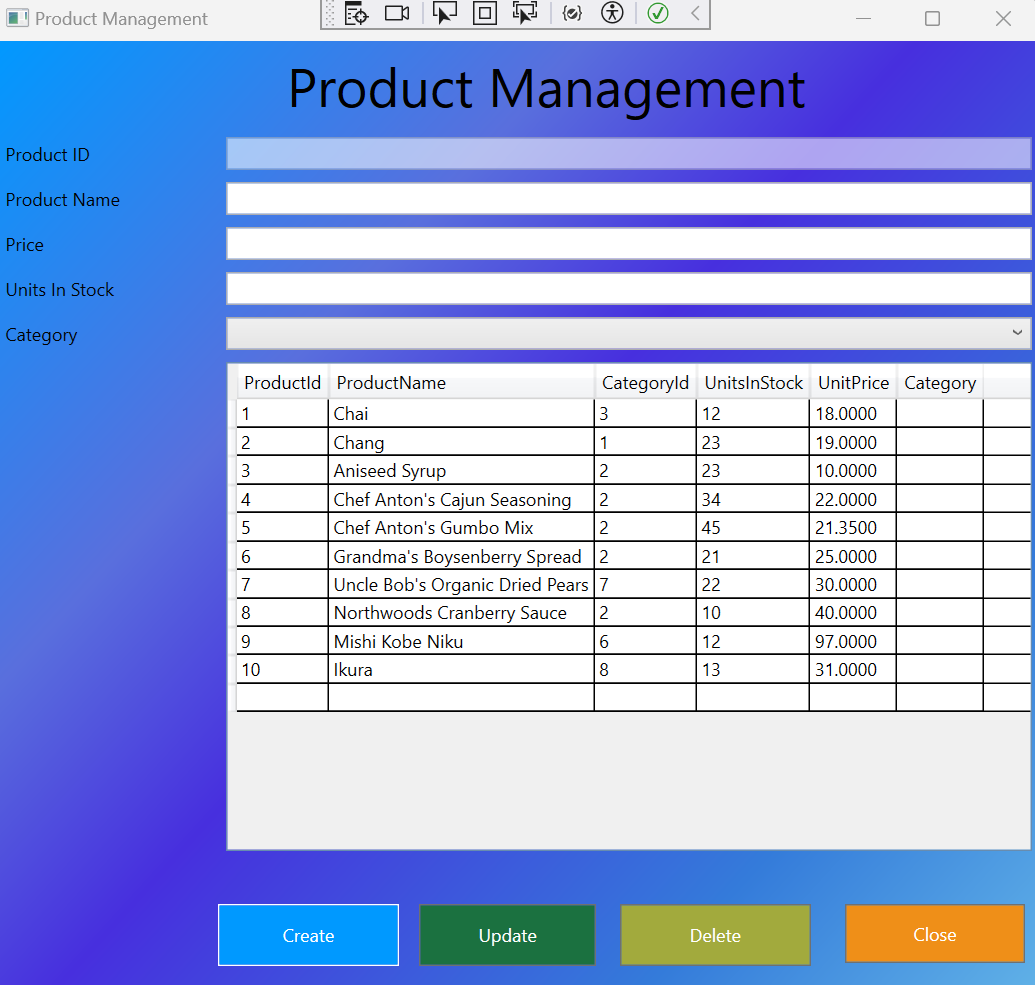 Product Management
Product Management
Product ID
Product Name
Price
Units In Stock
Category
ProductId ProductName CategoryId UnitsInStock UnitPrice Category
1 Chai 3 12 18.0000
2 Chang 1 23 19.0000
3 Aniseed Syrup 2 23 10.0000
4 Chef Anton's Cajun Seasoning 2 34 22.0000
5 Chef Anton's Gumbo Mix 2 45 21.3500
6 Grandma's Boysenberry Spread 2 21 25.0000
7 Uncle Bob's Organic Dried Pears 7 22 30.0000
8 Northwoods Cranberry Sauce 2 10 40.0000
9 Mishi Kobe Niku 6 12 97.0000
10 Ikura 8 13 31.0000
Create Update Delete Close